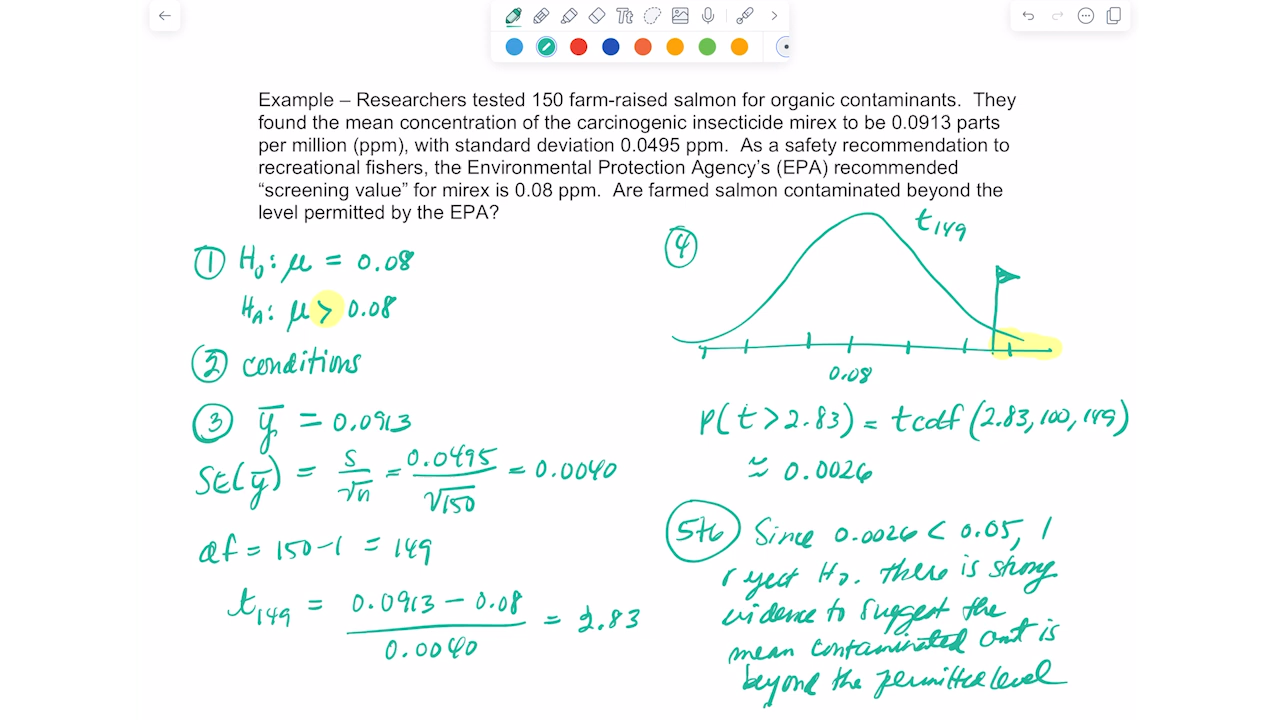 Tt
Example – Researchers tested 150 farm-raised salmon for organic contaminants. They
found the mean concentration of the carcinogenic insecticide mirex to be 0.0913 parts
per million (ppm), with standard deviation 0.0495 ppm. As a safety recommendation to
recreational fishers, the Environmental Protection Agency’s (EPA) recommended
“screening value” for mirex is 0.08 ppm. Are farmed salmon contaminated beyond the
level permitted by the EPA?
① H₀: μ = 0.08
H_A: μ > 0.08
② conditions
③ ȳ = 0.0913
SE(ȳ) = s/√n = 0.0495/√150 = 0.0040
df = 150-1 = 149
t₁₄₉ = (0.0913 - 0.08)/0.0040 = 2.83
④ t₁₄₉
0.08
P(t > 2.83) = tcdf(2.83, 100, 149)
≈ 0.0026
5+6 Since 0.0026 < 0.05, I
reject H₀. There is strong
evidence to suggest the
mean contaminated amt is
beyond the permitted level